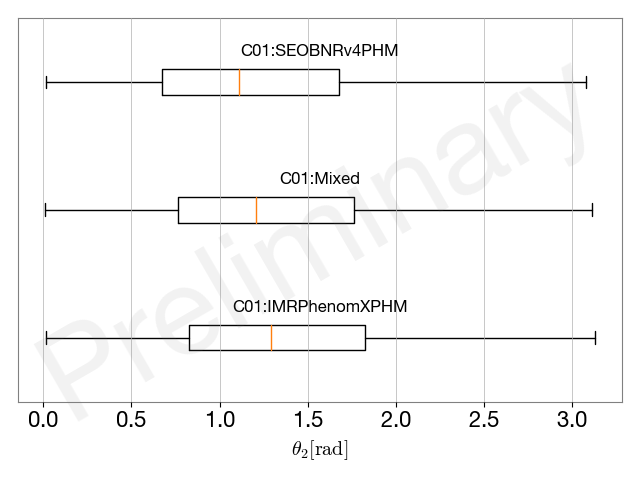 C01:SEOBNRv4PHM
C01:Mixed
C01:IMRPhenomXPHM
Preliminary
0.0 0.5 1.0 1.5 2.0 2.5 3.0
θ₂[rad]